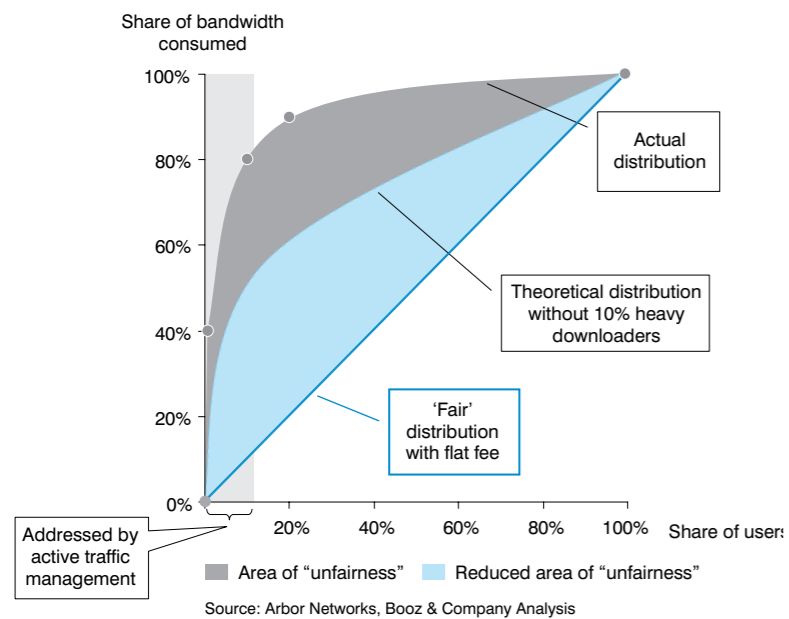 Share of bandwidth
consumed
100%
80%
60%
40%
20%
0%
20%
40%
60%
80%
100%
Share of users
Actual
distribution
Theoretical distribution
without 10% heavy
downloaders
‘Fair’
distribution
with flat fee
Addressed by
active traffic
management
Area of “unfairness”
Reduced area of “unfairness”
Source: Arbor Networks, Booz & Company Analysis